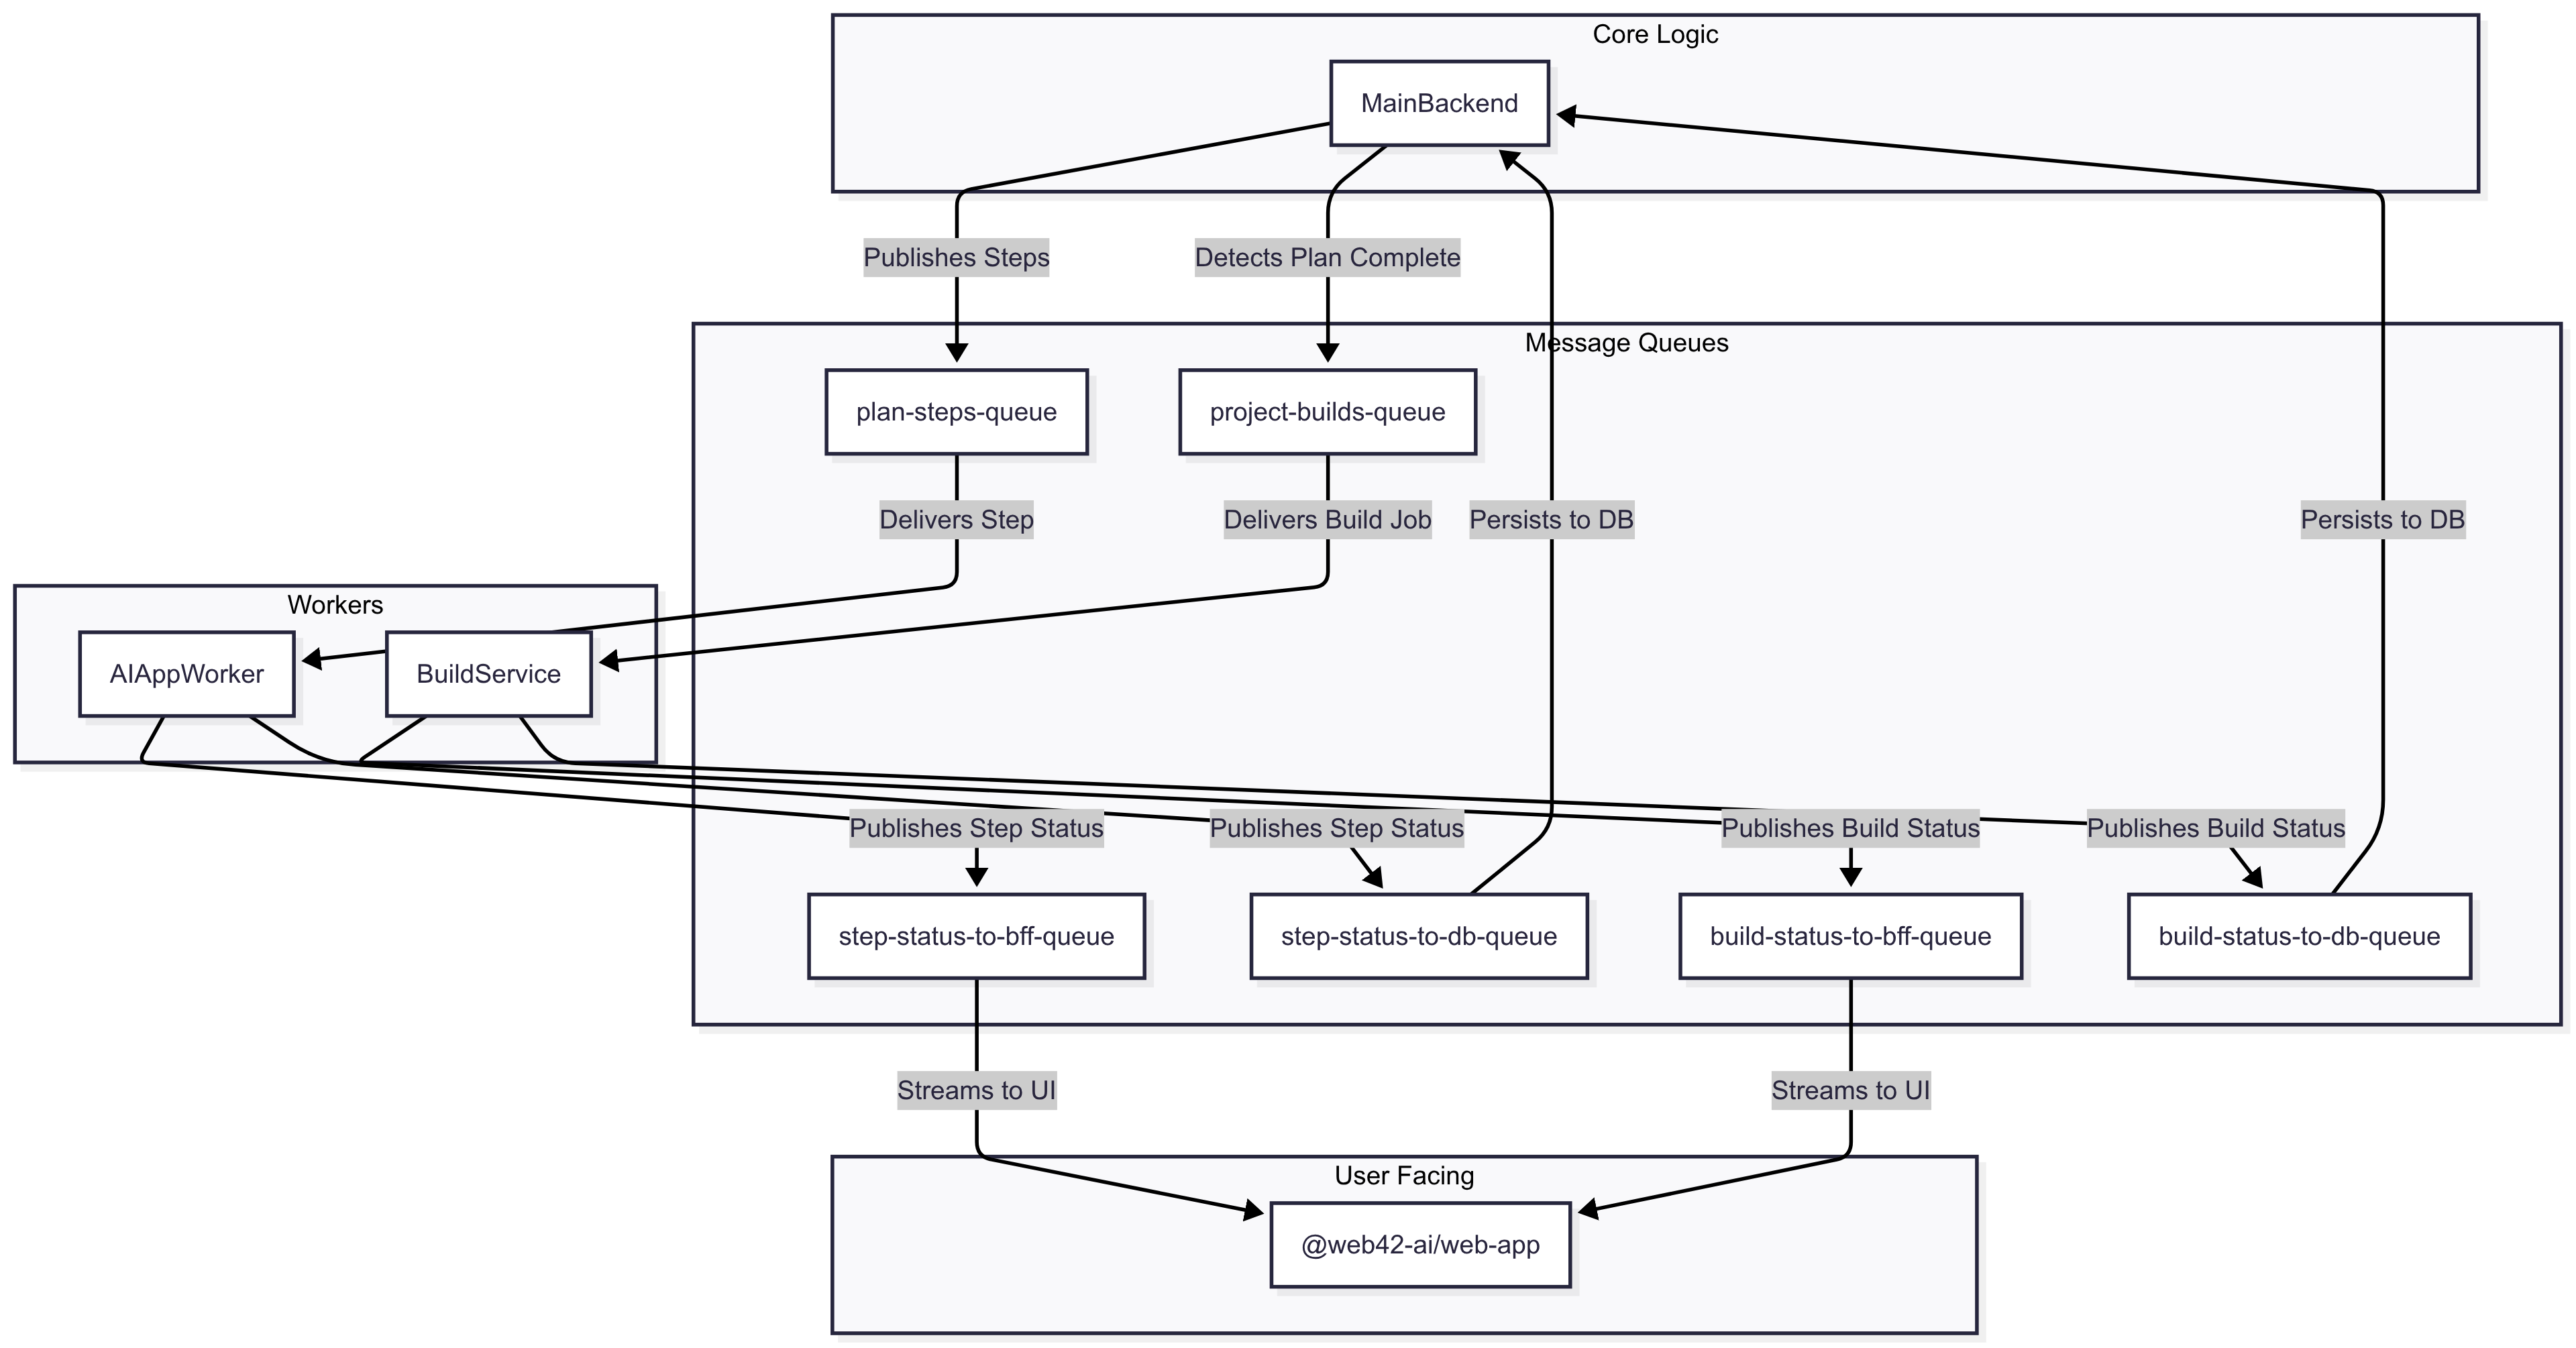 Core Logic
MainBackend
Publishes Steps
Detects Plan Complete
Message Queues
plan-steps-queue
project-builds-queue
Delivers Step
Delivers Build Job
Persists to DB
Persists to DB
Workers
AIAppWorker
BuildService
Publishes Step Status
Publishes Step Status
Publishes Build Status
Publishes Build Status
step-status-to-bff-queue
step-status-to-db-queue
build-status-to-bff-queue
build-status-to-db-queue
Streams to UI
Streams to UI
User Facing
@web42-ai/web-app